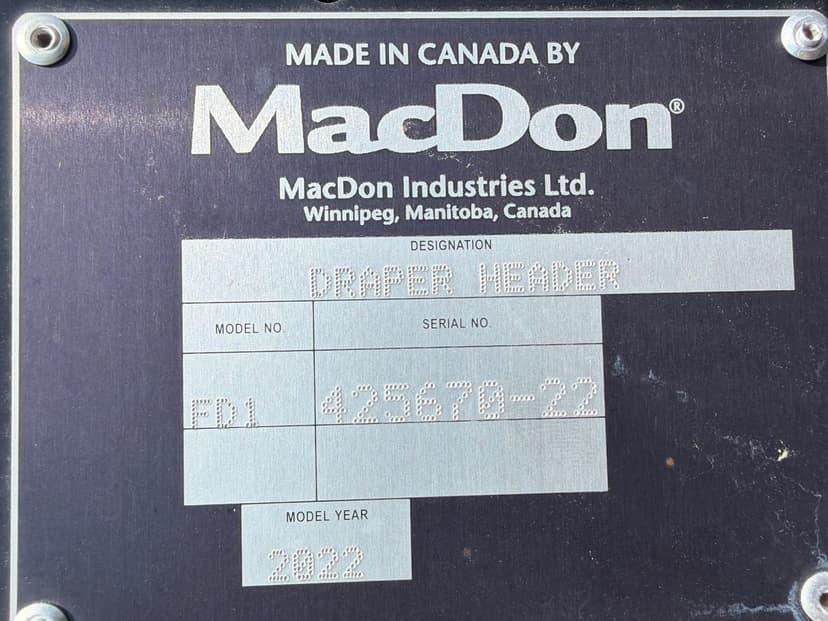 MADE IN CANADA BY
MacDon®
MacDon Industries Ltd.
Winnipeg, Manitoba, Canada
DESIGNATION
DRAPER HEADER
MODEL NO. SERIAL NO.
FD1 425670-22
MODEL YEAR
2022